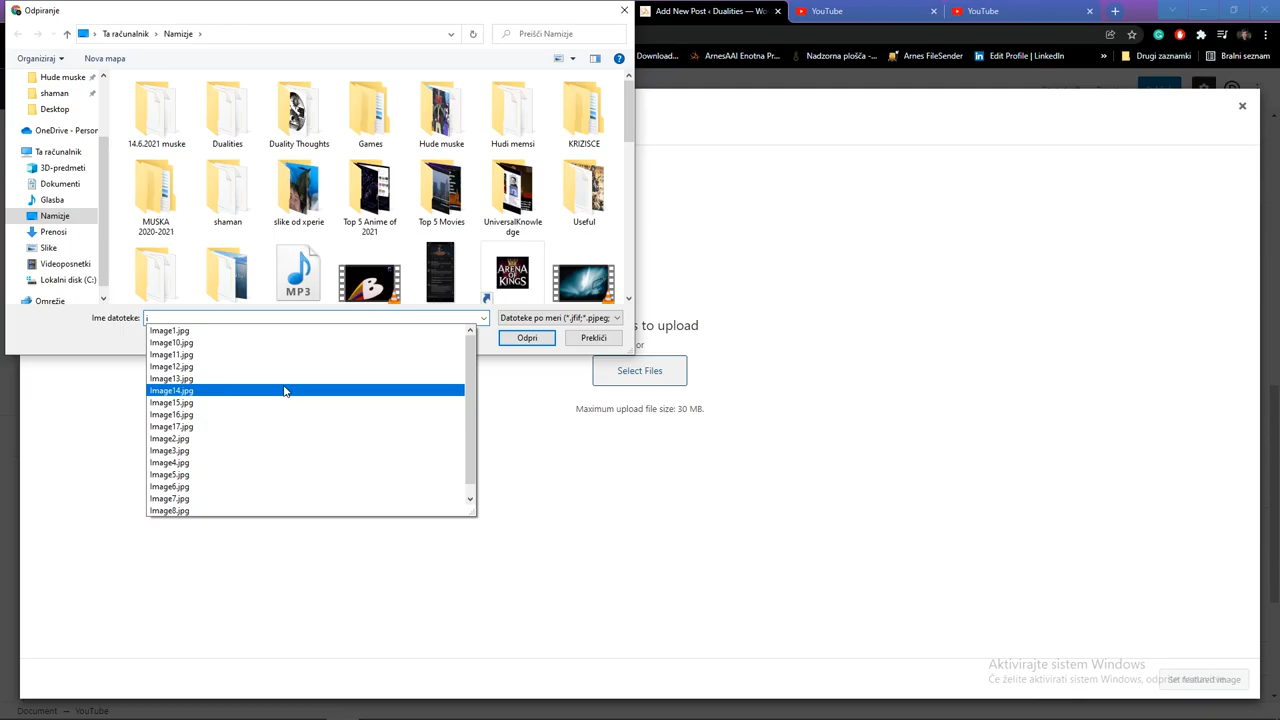 Odpiranje
Add New Post ‹ Dualities — Wo
YouTube
YouTube
Ta računalnik
Namizje
Preišči Namizje
Download...
ArnesAAI Enotna Pr...
Nadzorna plošča -...
Arnes FileSender
Edit Profile | LinkedIn
»
Drugi zaznamki
Bralni seznam
Organiziraj
Nova mapa
Hude muske
shaman
Desktop
OneDrive - Person
Ta računalnik
3D-predmeti
Dokumenti
Glasba
Namizje
Prenosi
Slike
Videoposnetki
Lokalni disk (C:)
Omrežje
14.6.2021 muske
Dualities
Duality Thoughts
Games
Hude muske
Hudi memsi
KRIZISCE
MUSKA 2020-2021
shaman
slike od xperie
Top 5 Anime of 2021
Top 5 Movies
UniversalKnowledge
Useful
MP3
B
ARENA OF KINGS
Ime datoteke:
i
Datoteke po meri (*.jfif;*.pjpeg;
Odpri
Prekliči
Image1.jpg
Image10.jpg
Image11.jpg
Image12.jpg
Image13.jpg
Image14.jpg
Image15.jpg
Image16.jpg
Image17.jpg
Image2.jpg
Image3.jpg
Image4.jpg
Image5.jpg
Image6.jpg
Image7.jpg
Image8.jpg
s to upload
or
Select Files
Maximum upload file size: 30 MB.
Aktivirajte sistem Windows
Če želite aktivirati sistem Windows,
Set featured image
Document → YouTube